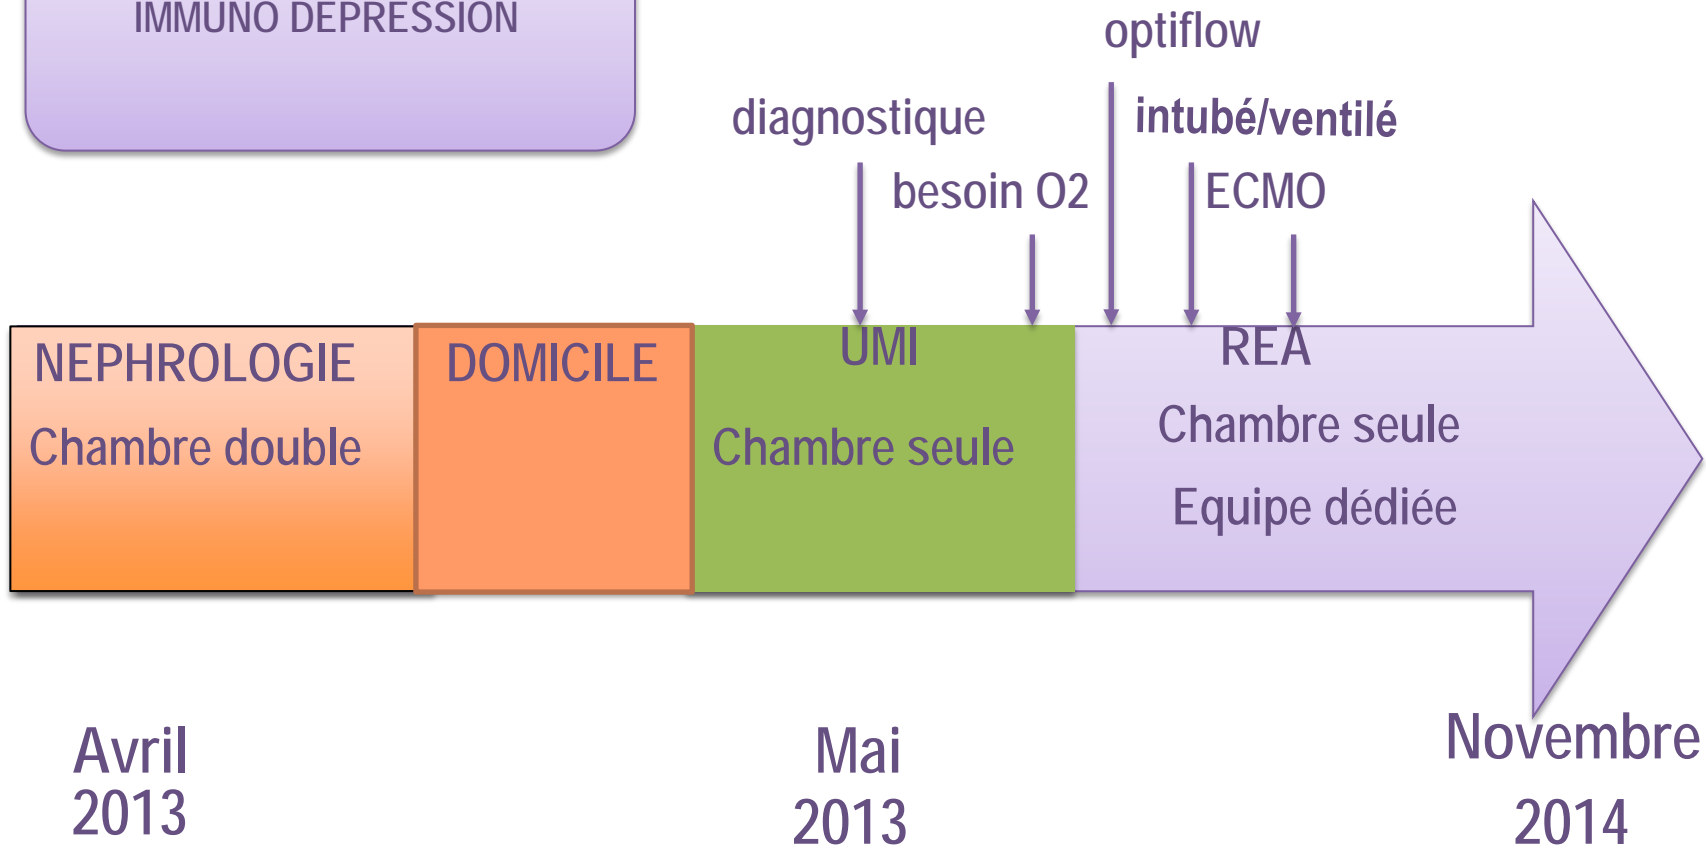 IMMUNO DEPRESSION
optiflow
diagnostique
intubé/ventilé
besoin O2
ECMO
NEPHROLOGIE
Chambre double
DOMICILE
UMI
Chambre seule
REA
Chambre seule
Equipe dédiée
Avril
2013
Mai
2013
Novembre
2014